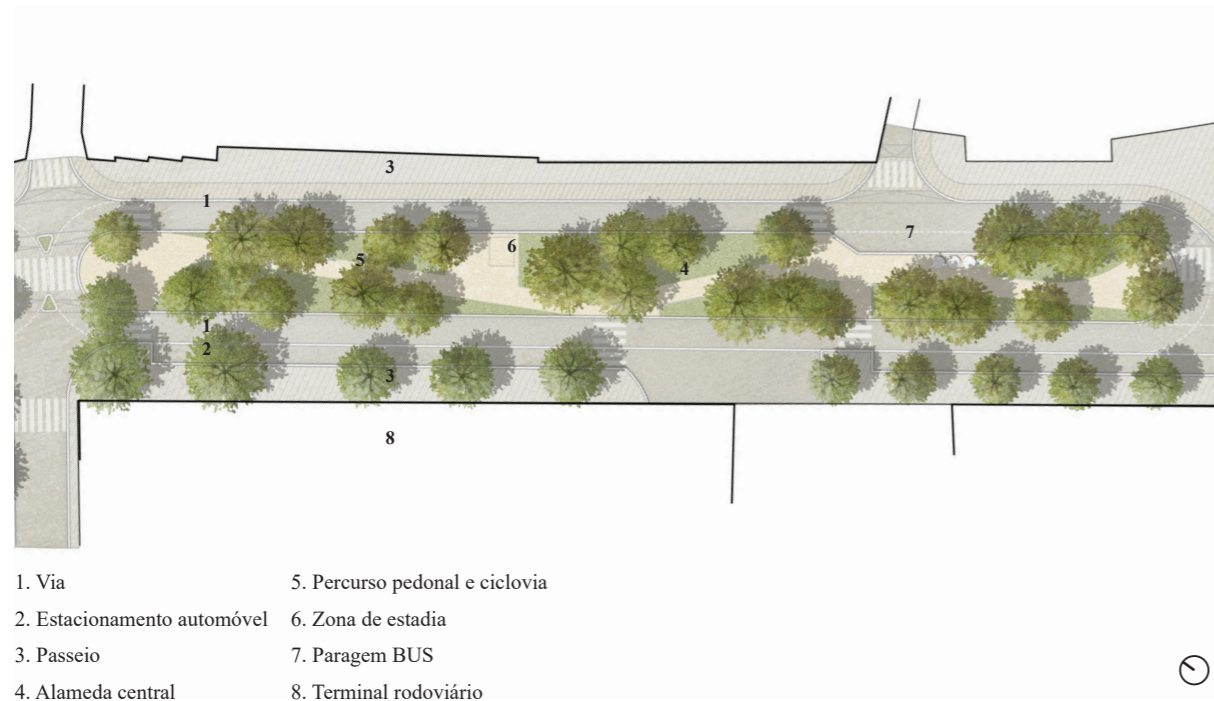 3
1
7
6
5
4
1
2
3
8
1. Via
2. Estacionamento automóvel
3. Passeio
4. Alameda central
5. Percurso pedonal e ciclovia
6. Zona de estadia
7. Paragem BUS
8. Terminal rodoviário